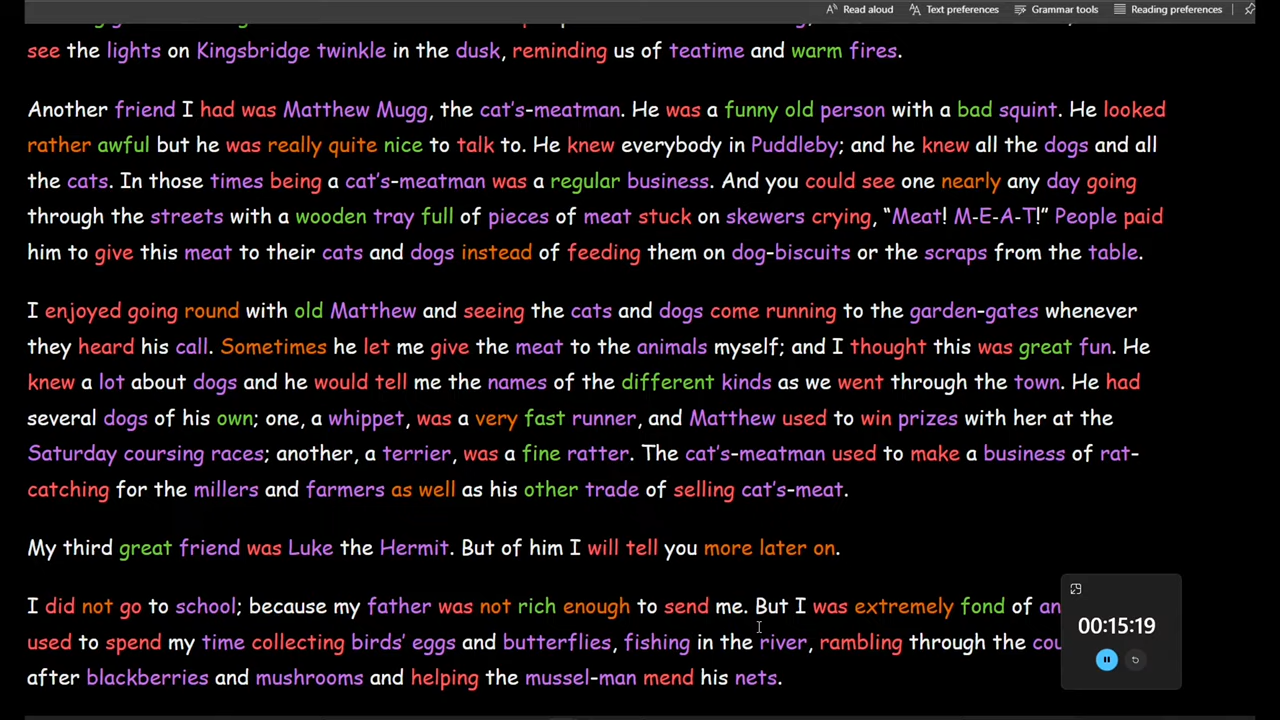 Read aloud Text preferences Grammar tools Reading preferences
see the lights on Kingsbridge twinkle in the dusk, reminding us of teatime and warm fires.
Another friend I had was Matthew Mugg, the cat's-meatman. He was a funny old person with a bad squint. He looked
rather awful but he was really quite nice to talk to. He knew everybody in Puddleby; and he knew all the dogs and all
the cats. In those times being a cat's-meatman was a regular business. And you could see one nearly any day going
through the streets with a wooden tray full of pieces of meat stuck on skewers crying, “Meat! M-E-A-T!” People paid
him to give this meat to their cats and dogs instead of feeding them on dog-biscuits or the scraps from the table.
I enjoyed going round with old Matthew and seeing the cats and dogs come running to the garden-gates whenever
they heard his call. Sometimes he let me give the meat to the animals myself; and I thought this was great fun. He
knew a lot about dogs and he would tell me the names of the different kinds as we went through the town. He had
several dogs of his own; one, a whippet, was a very fast runner, and Matthew used to win prizes with her at the
Saturday coursing races; another, a terrier, was a fine ratter. The cat's-meatman used to make a business of rat-
catching for the millers and farmers as well as his other trade of selling cat's-meat.
My third great friend was Luke the Hermit. But of him I will tell you more later on.
I did not go to school; because my father was not rich enough to send me. But I was extremely fond of an
used to spend my time collecting birds' eggs and butterflies, fishing in the river, rambling through the cou
after blackberries and mushrooms and helping the mussel-man mend his nets.
00:15:19